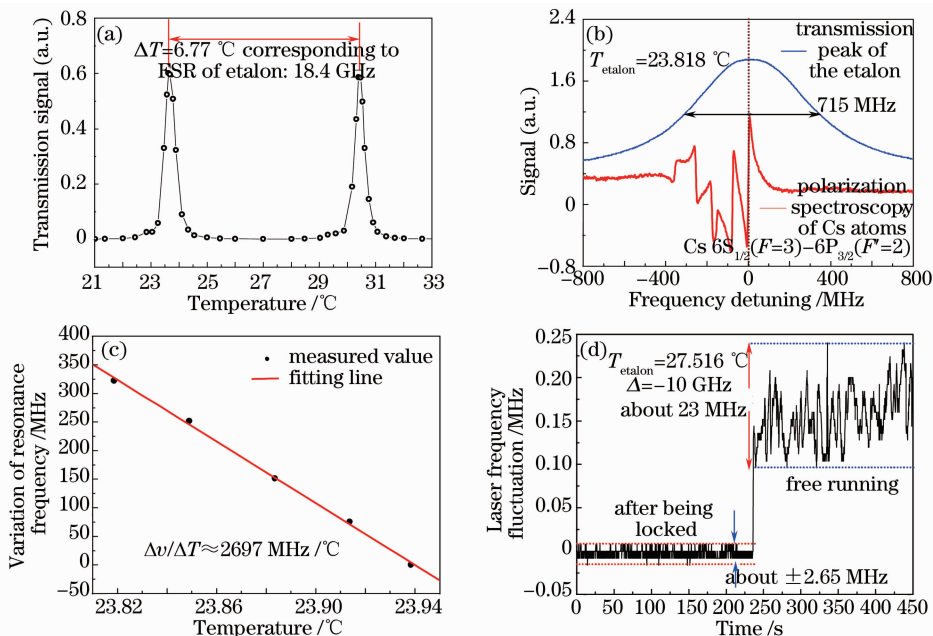 (a)
ΔT=6.77 ℃ corresponding to
FSR of etalon: 18.4 GHz
Transmission signal (a.u.)
0.8
0.6
0.4
0.2
0
21 23 25 27 29 31 33
Temperature /℃
(b)
transmission
peak of
the etalon
T_etalon=23.818 ℃
715 MHz
polarization
spectroscopy
of Cs atoms
Cs 6S_1/2(F=3)−6P_3/2(F′=2)
Signal (a.u.)
2.4
1.6
0.8
0
−0.8
−800 −400 0 400 800
Frequency detuning /MHz
(c)
measured value
fitting line
Δυ/ΔT≈2697 MHz /℃
Variation of resonance
frequency /MHz
400
350
300
250
200
150
100
50
0
−50
23.82 23.86 23.90 23.94
Temperature /℃
(d)
T_etalon=27.516 ℃
Δ=−10 GHz
about 23 MHz
free running
after being
locked
about ±2.65 MHz
Laser frequency
fluctuation /MHz
0.25
0.20
0.15
0.10
0.05
0
−0.05
0 50 100 150 200 250 300 350 400 450
Time /s